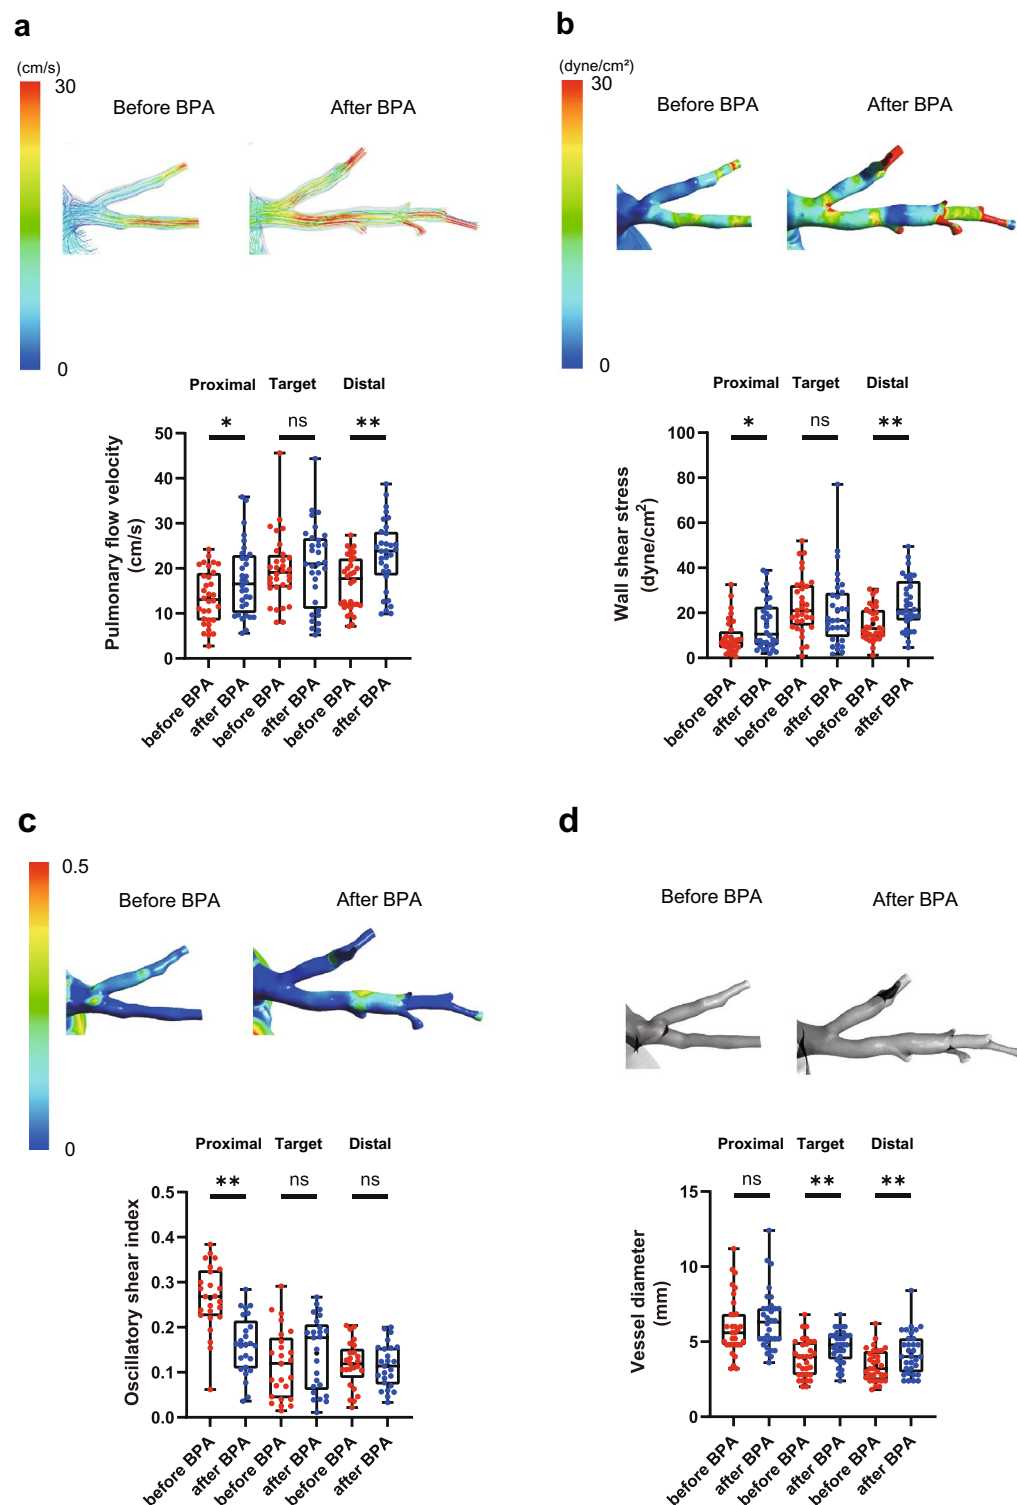 a
(cm/s)
30
Before BPA
After BPA
0
Proximal Target Distal
* ns **
Pulmonary flow velocity
(cm/s)
50
40
30
20
10
0
before BPA
after BPA
before BPA
after BPA
before BPA
after BPA
b
(dyne/cm²)
30
Before BPA
After BPA
0
Proximal Target Distal
* ns **
Wall shear stress
(dyne/cm²)
100
80
60
40
20
0
before BPA
after BPA
before BPA
after BPA
before BPA
after BPA
c
0.5
Before BPA
After BPA
0
Proximal Target Distal
** ns ns
Oscillatory shear index
0.5
0.4
0.3
0.2
0.1
0.0
before BPA
after BPA
before BPA
after BPA
before BPA
after BPA
d
Before BPA
After BPA
Proximal Target Distal
ns ** **
Vessel diameter
(mm)
15
10
5
0
before BPA
after BPA
before BPA
after BPA
before BPA
after BPA